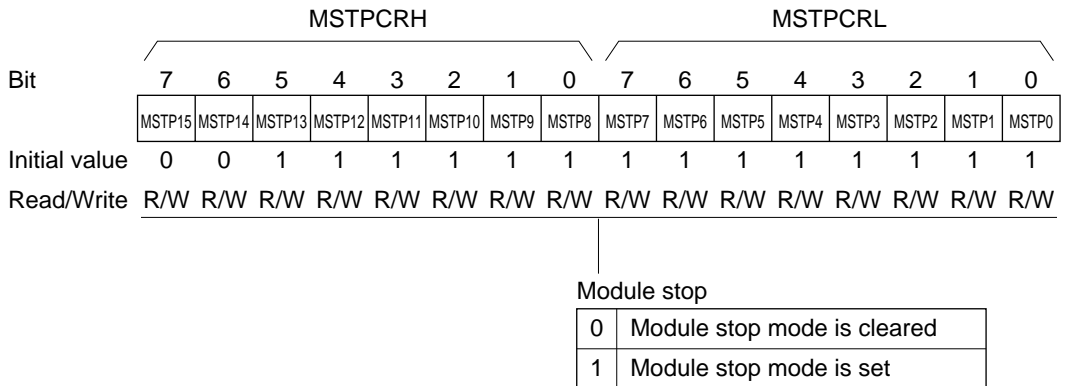 MSTPCRH MSTPCRL
Bit 7 6 5 4 3 2 1 0 7 6 5 4 3 2 1 0
MSTP15 MSTP14 MSTP13 MSTP12 MSTP11 MSTP10 MSTP9 MSTP8 MSTP7 MSTP6 MSTP5 MSTP4 MSTP3 MSTP2 MSTP1 MSTP0
Initial value 0 0 1 1 1 1 1 1 1 1 1 1 1 1 1 1
Read/Write R/W R/W R/W R/W R/W R/W R/W R/W R/W R/W R/W R/W R/W R/W R/W R/W
Module stop
0 Module stop mode is cleared
1 Module stop mode is set